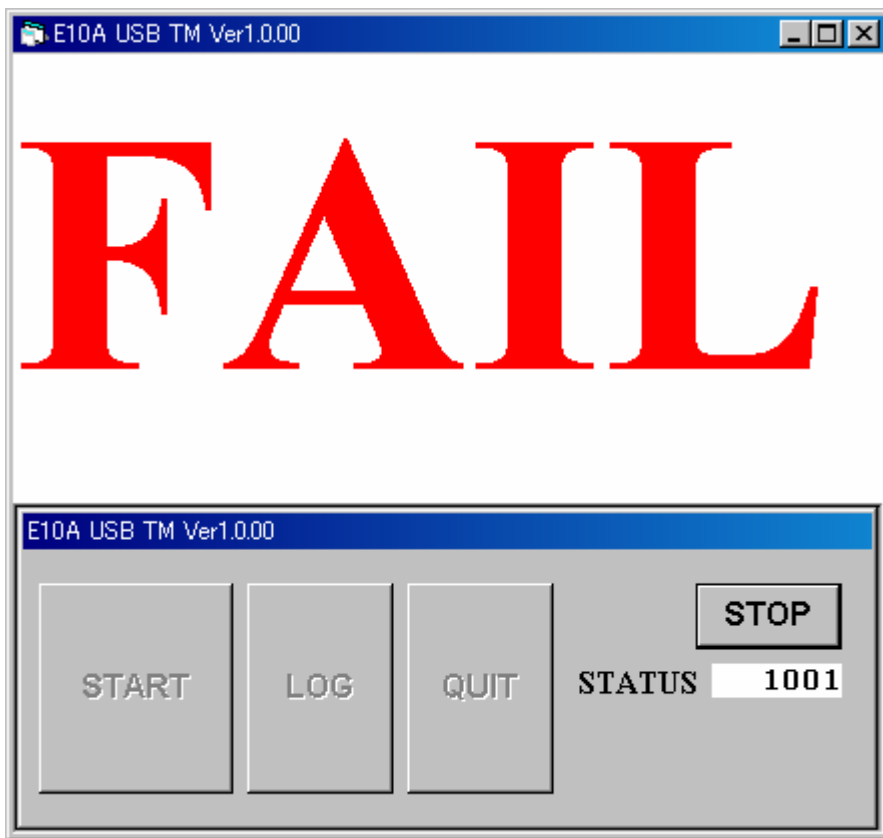 E10A USB TM Ver1.0.00
FAIL
E10A USB TM Ver1.0.00
STOP
START LOG QUIT STATUS 1001